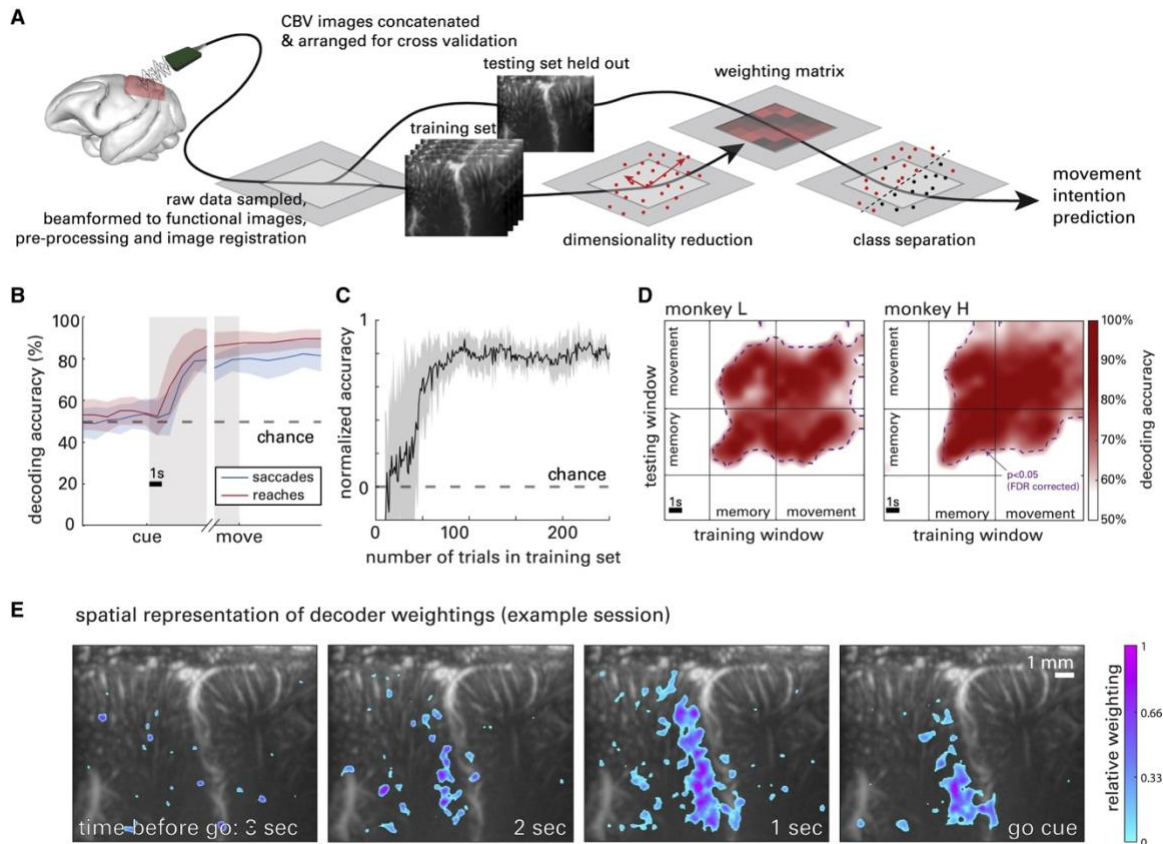 A
CBV images concatenated
& arranged for cross validation
testing set held out
weighting matrix
training set
raw data sampled,
beamformed to functional images,
pre-processing and image registration
dimensionality reduction
class separation
movement
intention
prediction
B
decoding accuracy (%)
100
80
60
40
20
0
chance
1s
saccades
reaches
cue
move
C
normalized accuracy
1
0
chance
0
100
200
number of trials in training set
D
monkey L
monkey H
testing window
movement
memory
1s
memory
movement
training window
movement
memory
1s
p<0.05
(FDR corrected)
memory
movement
training window
100%
90%
80%
70%
60%
50%
decoding accuracy
E
spatial representation of decoder weightings (example session)
time before go: 3 sec
2 sec
1 sec
1 mm
go cue
relative weighting
1
0.66
0.33
0